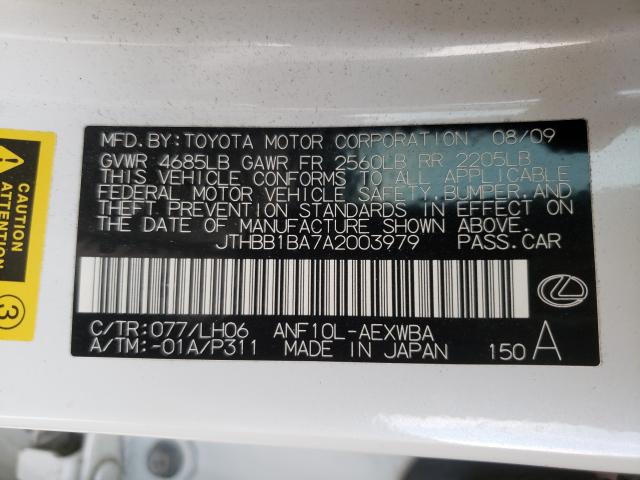 MFD.BY:TOYOTA MOTOR CORPORATION 08/09
GVWR 4685LB GAWR FR 2560LB RR 2205LB
THIS VEHICLE CONFORMS TO ALL APPLICABLE
FEDERAL MOTOR VEHICLE SAFETY, BUMPER, AND
THEFT PREVENTION STANDARDS IN EFFECT ON
THE DATE OF MANUFACTURE SHOWN ABOVE.
JTHBB1BA7A2003979 PASS.CAR
C/TR:077/LH06 ANF10L-AEXWBA
A/TM:-01A/P311 MADE IN JAPAN 150 A
CAUTION
ATTENTION
3